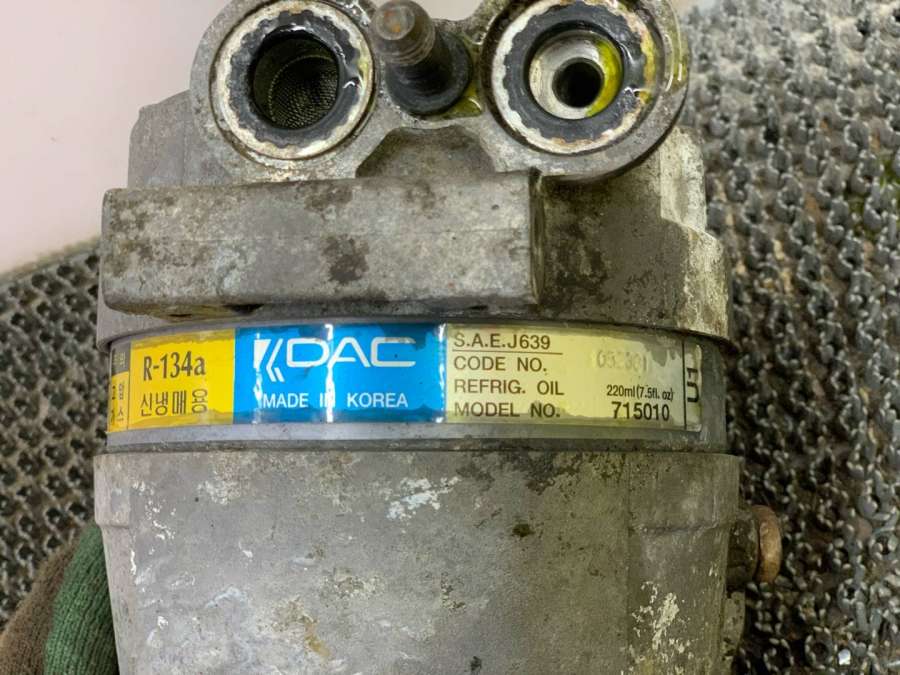 R-134a
신냉매용
KDAC
MADE IN KOREA
S.A.E.J639
CODE NO.
REFRIG. OIL 220ml(7.5fl. oz)
MODEL NO. 715010